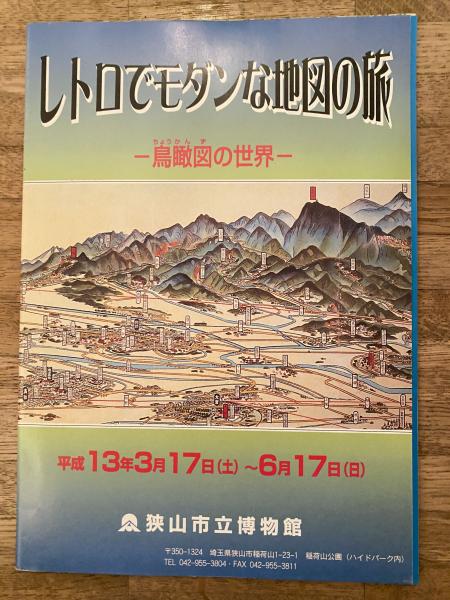 レトロでモダンな地図の旅
ちょうかんず
－鳥瞰図の世界－
平成13年3月17日(土)～6月17日(日)
狭山市立博物館
〒350-1324 埼玉県狭山市稲荷山1-23-1 稲荷山公園(ハイドパーク内)
TEL 042-955-3804・FAX 042-955-3811